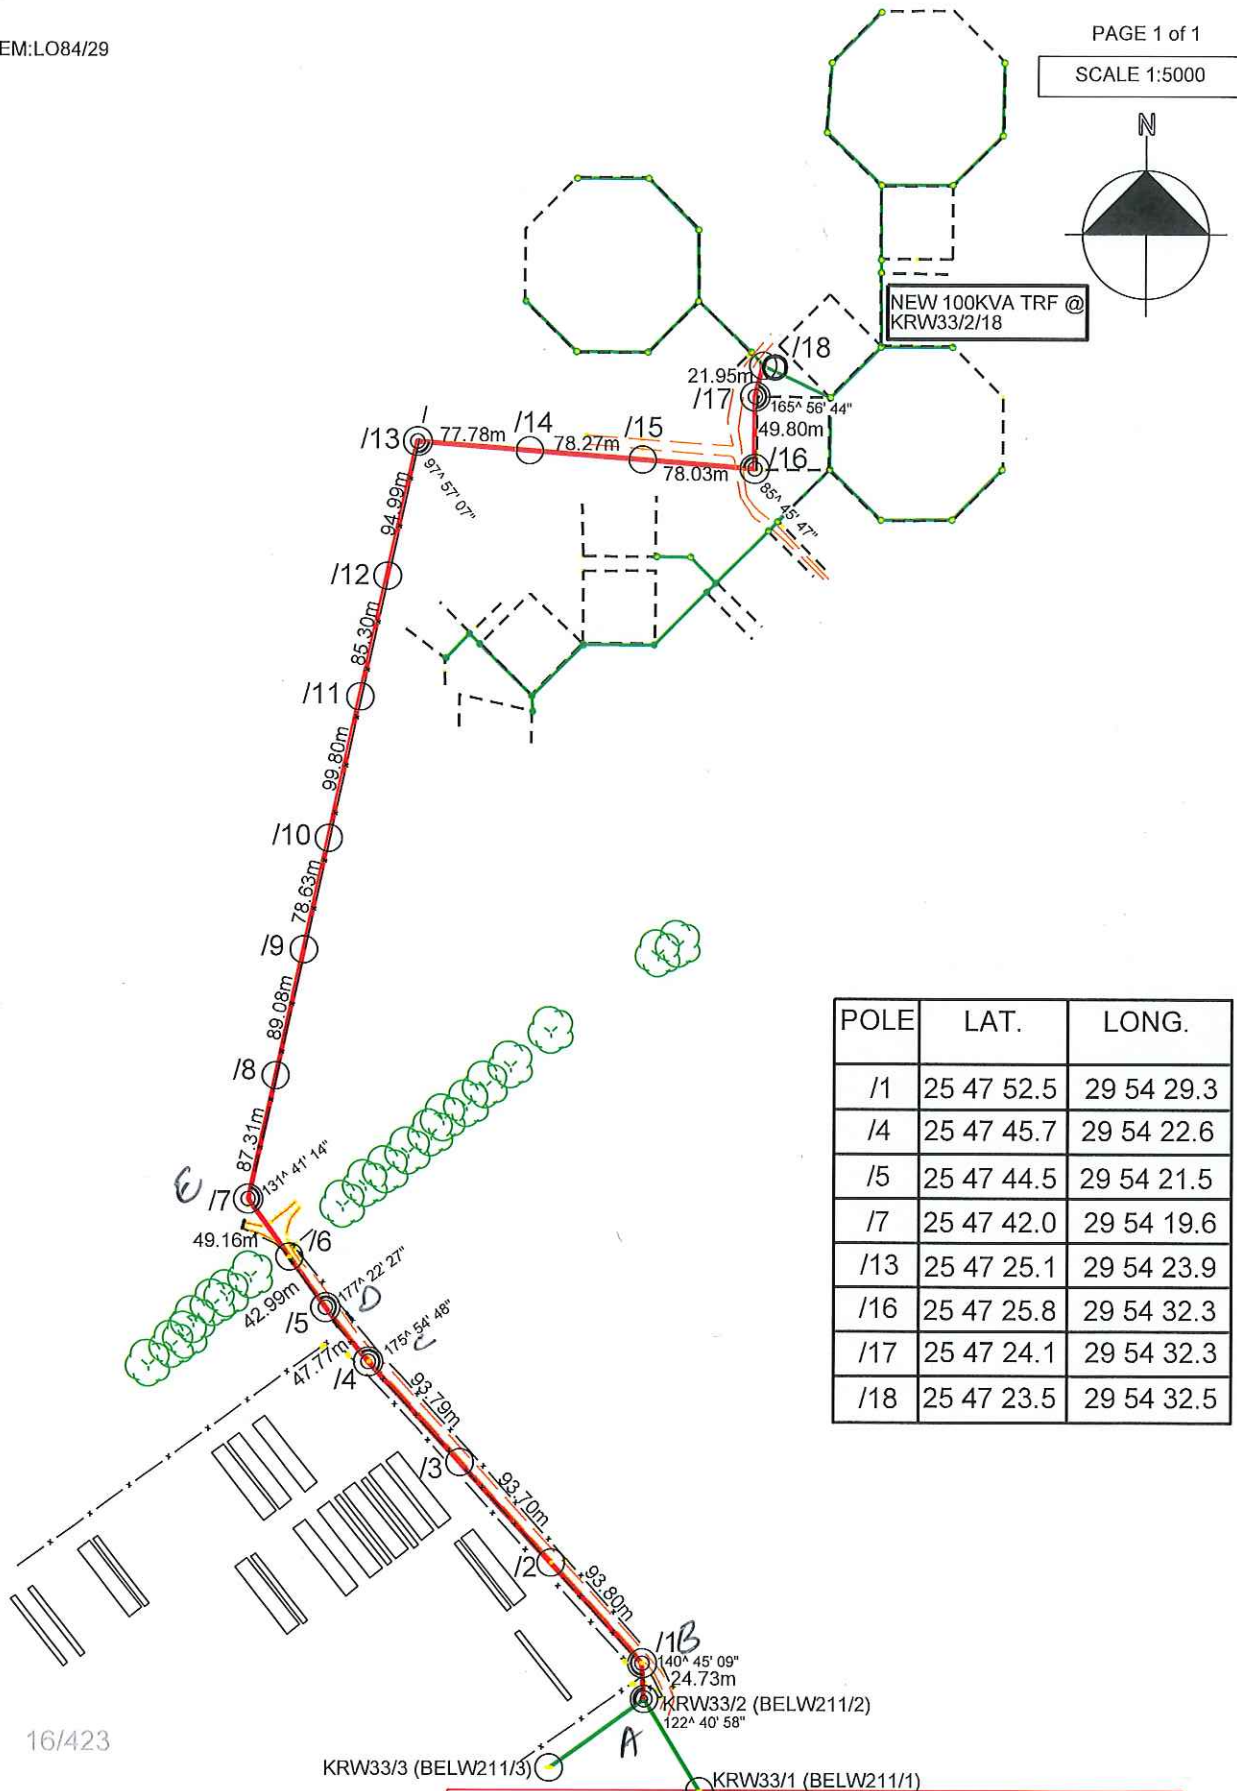 EM:LO84/29
PAGE 1 of 1
SCALE 1:5000
N
NEW 100KVA TRF @
KRW33/2/18
/18
21.95m
/17
165^ 56' 44"
49.80m
/13
77.78m
/14
78.27m
/15
78.03m
/16
85^ 45' 47"
97^ 57' 07"
94.99m
/12
85.30m
/11
99.80m
/10
78.63m
/9
89.08m
/8
87.31m
E
/7
131^ 41' 14"
49.16m
/6
42.99m
/5
177^ 22' 27"
D
47.77m
/4
175^ 54' 48"
C
93.79m
/3
93.70m
/2
93.80m
/1
B
140^ 45' 09"
24.73m
KRW33/2 (BELW211/2)
122^ 40' 58"
A
KRW33/3 (BELW211/3)
KRW33/1 (BELW211/1)
POLE LAT. LONG.
/1 25 47 52.5 29 54 29.3
/4 25 47 45.7 29 54 22.6
/5 25 47 44.5 29 54 21.5
/7 25 47 42.0 29 54 19.6
/13 25 47 25.1 29 54 23.9
/16 25 47 25.8 29 54 32.3
/17 25 47 24.1 29 54 32.3
/18 25 47 23.5 29 54 32.5
16/423